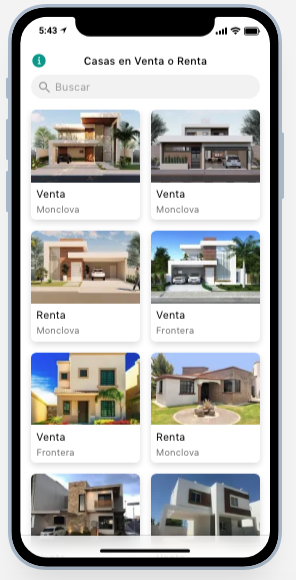 5:43
Casas en Venta o Renta
Buscar
Venta
Monclova
Venta
Monclova
Renta
Monclova
Venta
Frontera
Venta
Frontera
Renta
Monclova